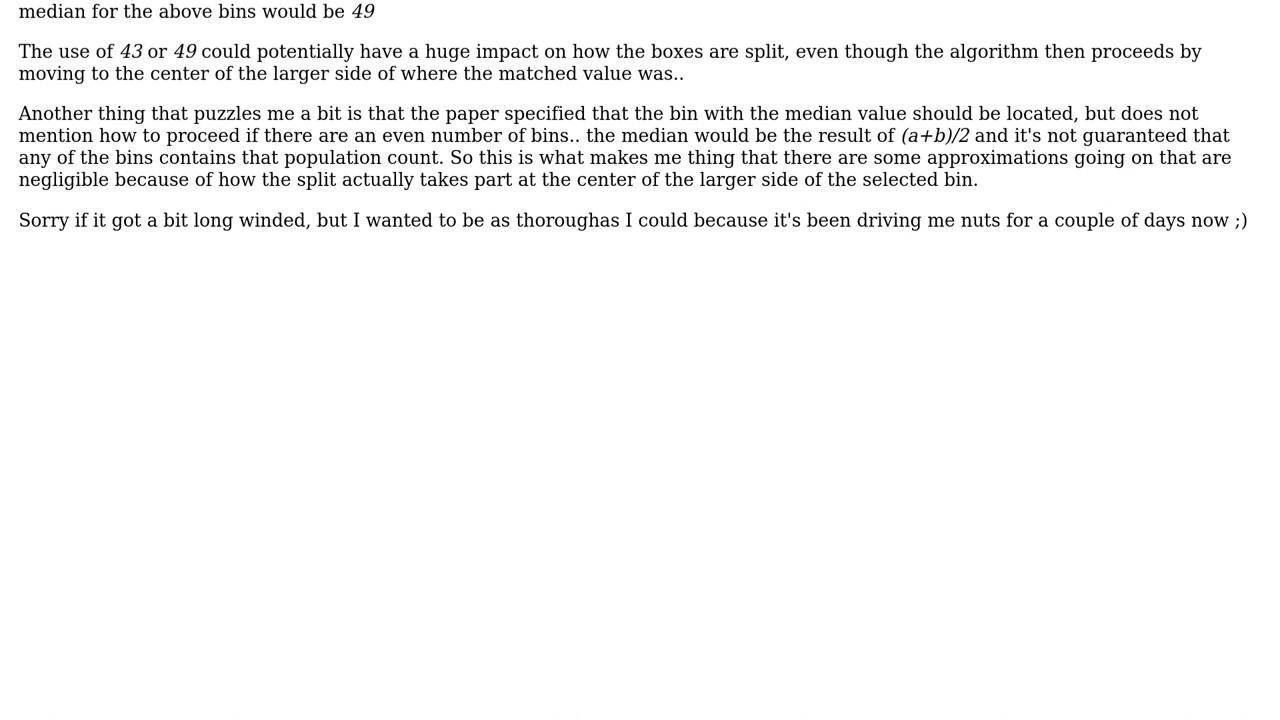 median for the above bins would be 49
The use of 43 or 49 could potentially have a huge impact on how the boxes are split, even though the algorithm then proceeds by
moving to the center of the larger side of where the matched value was..
Another thing that puzzles me a bit is that the paper specified that the bin with the median value should be located, but does not
mention how to proceed if there are an even number of bins.. the median would be the result of (a+b)/2 and it's not guaranteed that
any of the bins contains that population count. So this is what makes me thing that there are some approximations going on that are
negligible because of how the split actually takes part at the center of the larger side of the selected bin.
Sorry if it got a bit long winded, but I wanted to be as thoroughas I could because it's been driving me nuts for a couple of days now ;)